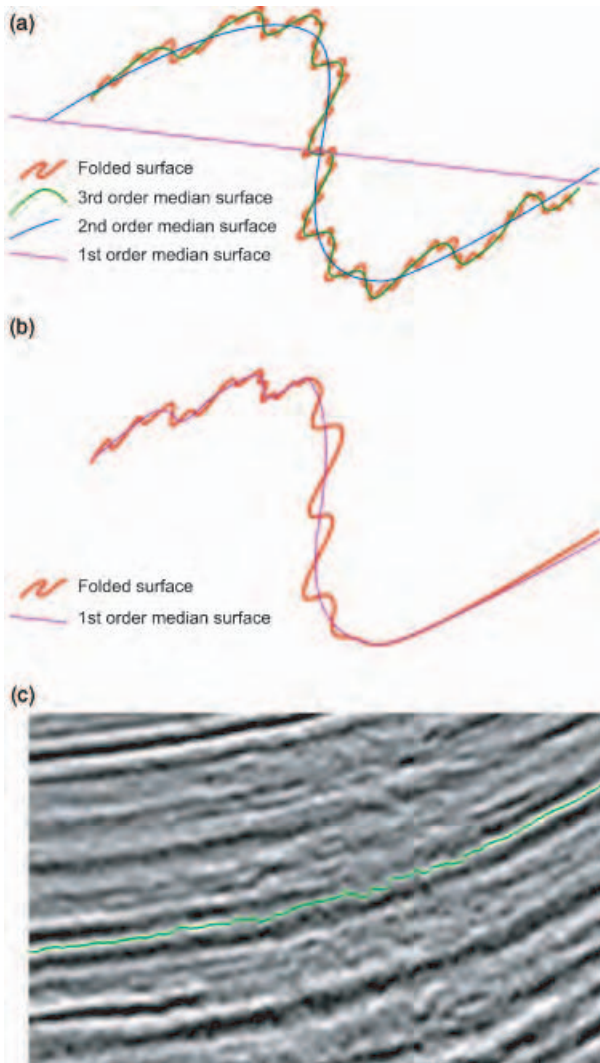 (a)
Folded surface
3rd order median surface
2nd order median surface
1st order median surface
(b)
Folded surface
1st order median surface
(c)